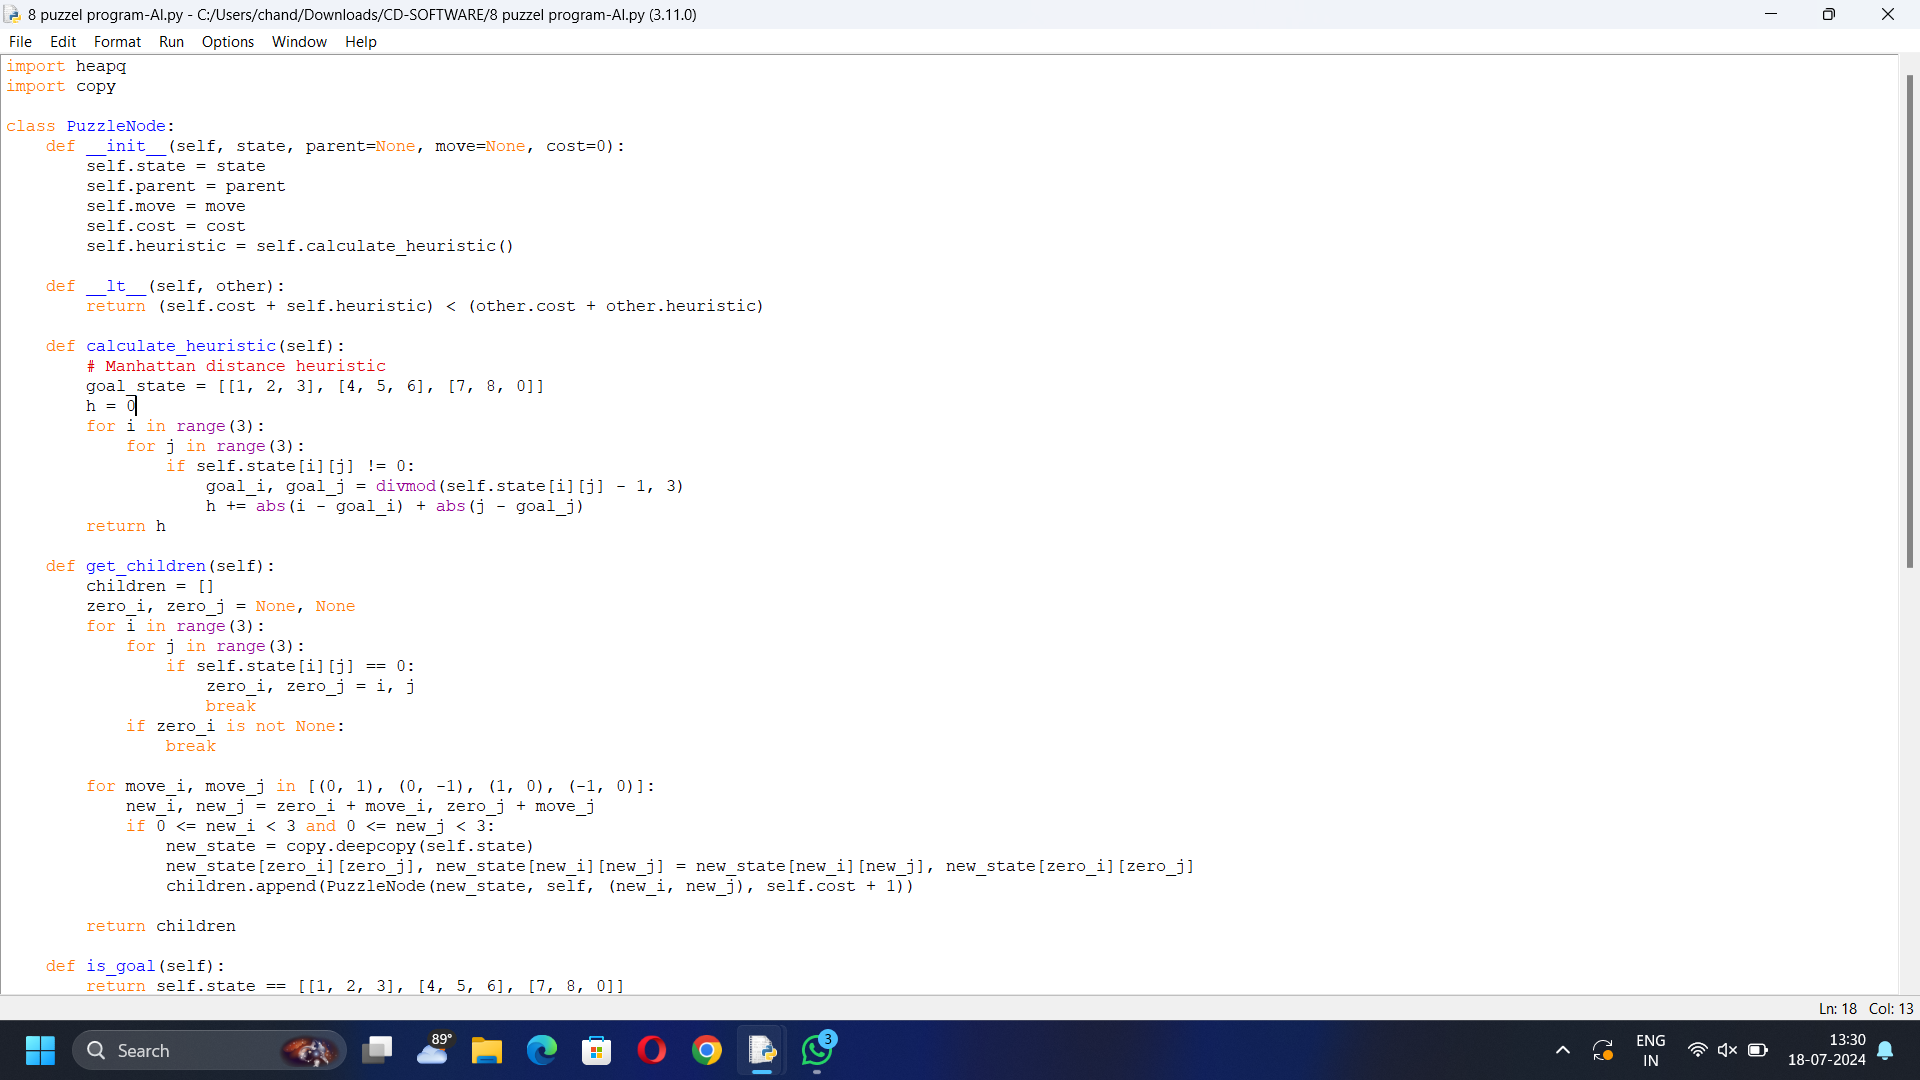 8 puzzel program-AI.py - C:/Users/chand/Downloads/CD-SOFTWARE/8 puzzel program-AI.py (3.11.0)
File Edit Format Run Options Window Help
import heapq
import copy

class PuzzleNode:
    def __init__(self, state, parent=None, move=None, cost=0):
        self.state = state
        self.parent = parent
        self.move = move
        self.cost = cost
        self.heuristic = self.calculate_heuristic()

    def __lt__(self, other):
        return (self.cost + self.heuristic) < (other.cost + other.heuristic)

    def calculate_heuristic(self):
        # Manhattan distance heuristic
        goal_state = [[1, 2, 3], [4, 5, 6], [7, 8, 0]]
        h = 0
        for i in range(3):
            for j in range(3):
                if self.state[i][j] != 0:
                    goal_i, goal_j = divmod(self.state[i][j] - 1, 3)
                    h += abs(i - goal_i) + abs(j - goal_j)
        return h

    def get_children(self):
        children = []
        zero_i, zero_j = None, None
        for i in range(3):
            for j in range(3):
                if self.state[i][j] == 0:
                    zero_i, zero_j = i, j
                    break
            if zero_i is not None:
                break

        for move_i, move_j in [(0, 1), (0, -1), (1, 0), (-1, 0)]:
            new_i, new_j = zero_i + move_i, zero_j + move_j
            if 0 <= new_i < 3 and 0 <= new_j < 3:
                new_state = copy.deepcopy(self.state)
                new_state[zero_i][zero_j], new_state[new_i][new_j] = new_state[new_i][new_j], new_state[zero_i][zero_j]
                children.append(PuzzleNode(new_state, self, (new_i, new_j), self.cost + 1))

        return children

    def is_goal(self):
        return self.state == [[1, 2, 3], [4, 5, 6], [7, 8, 0]]
Ln: 18 Col: 13
Search
89°
3
ENG
IN
13:30
18-07-2024